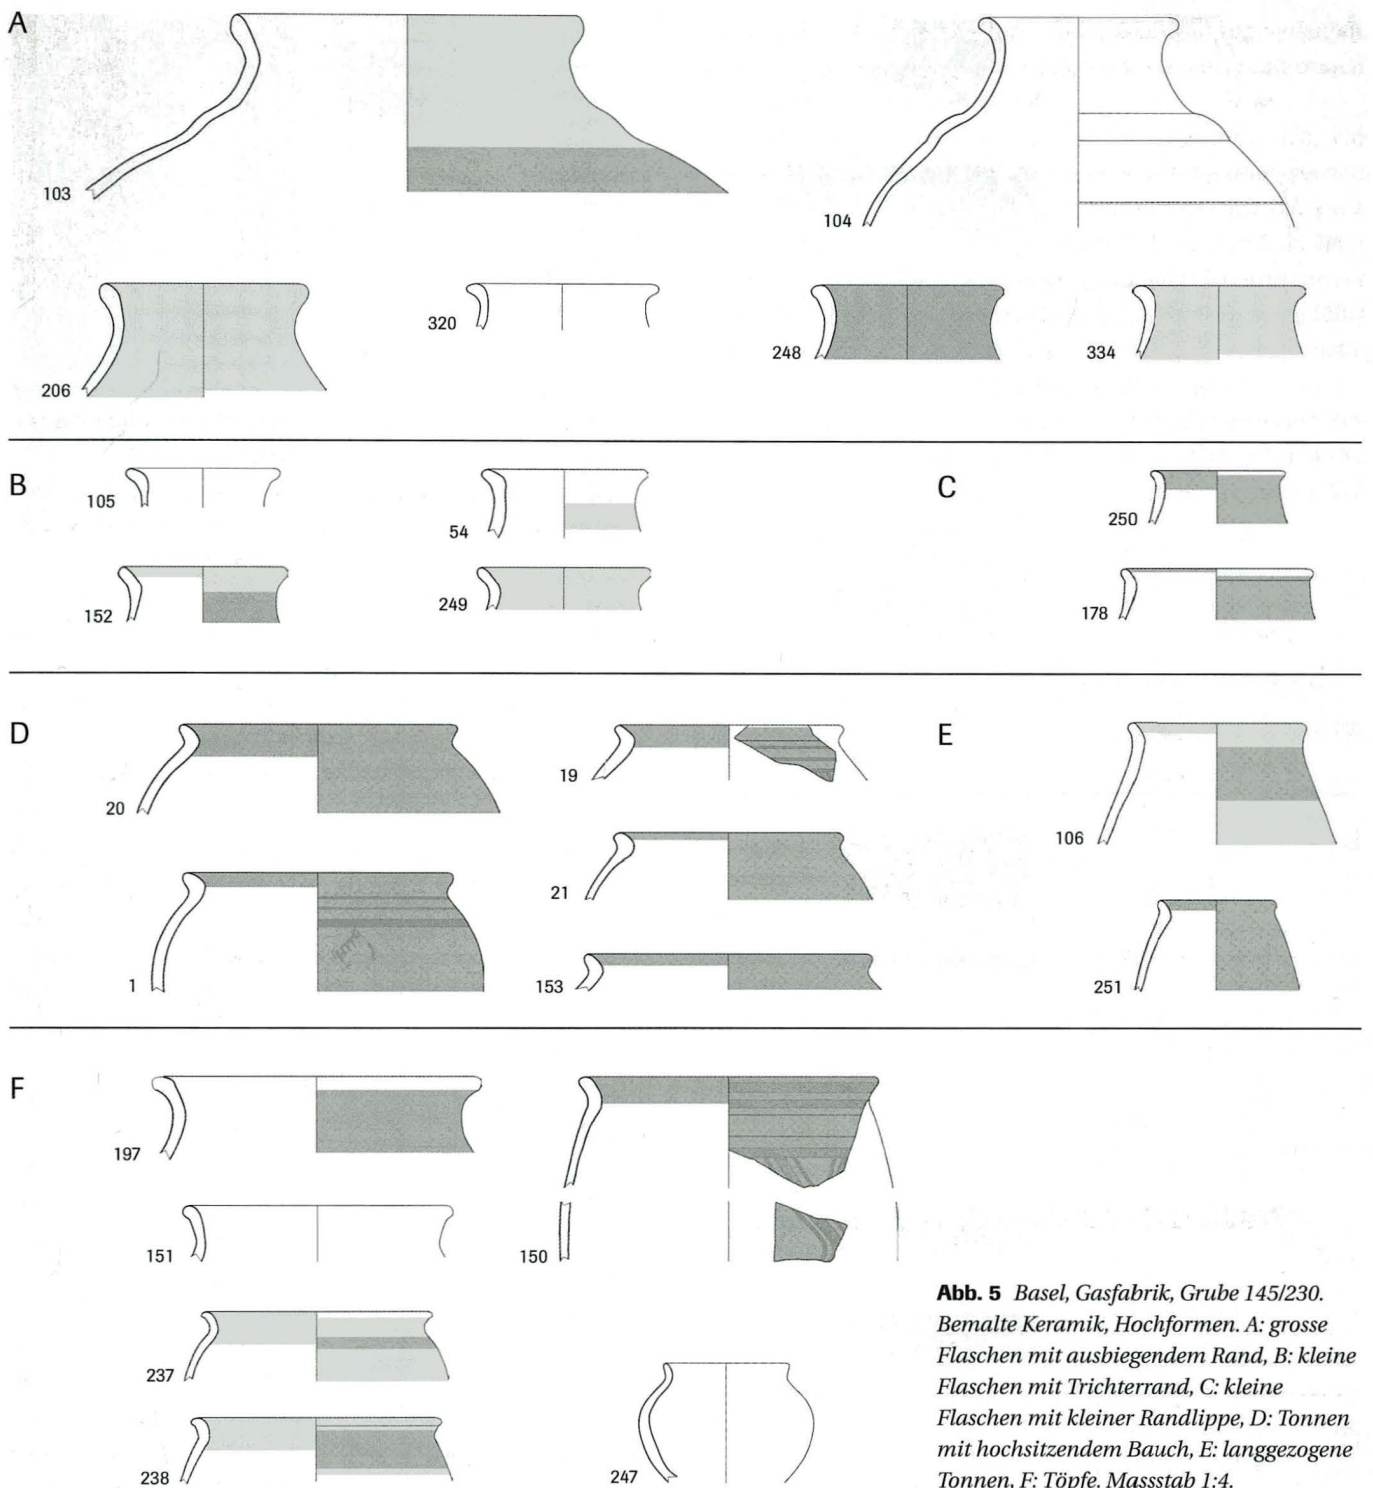 A
103
104
206
320
248
334
B
105
54
152
249
C
250
178
D
20
19
1
21
153
E
106
251
F
197
150
151
237
238
247
Abb. 5 Basel, Gasfabrik, Grube 145/230.
Bemalte Keramik, Hochformen. A: grosse
Flaschen mit ausbiegendem Rand, B: kleine
Flaschen mit Trichterrand, C: kleine
Flaschen mit kleiner Randlippe, D: Tonnen
mit hochsitzendem Bauch, E: langgezogene
Tonnen, F: Töpfe. Massstab 1:4.